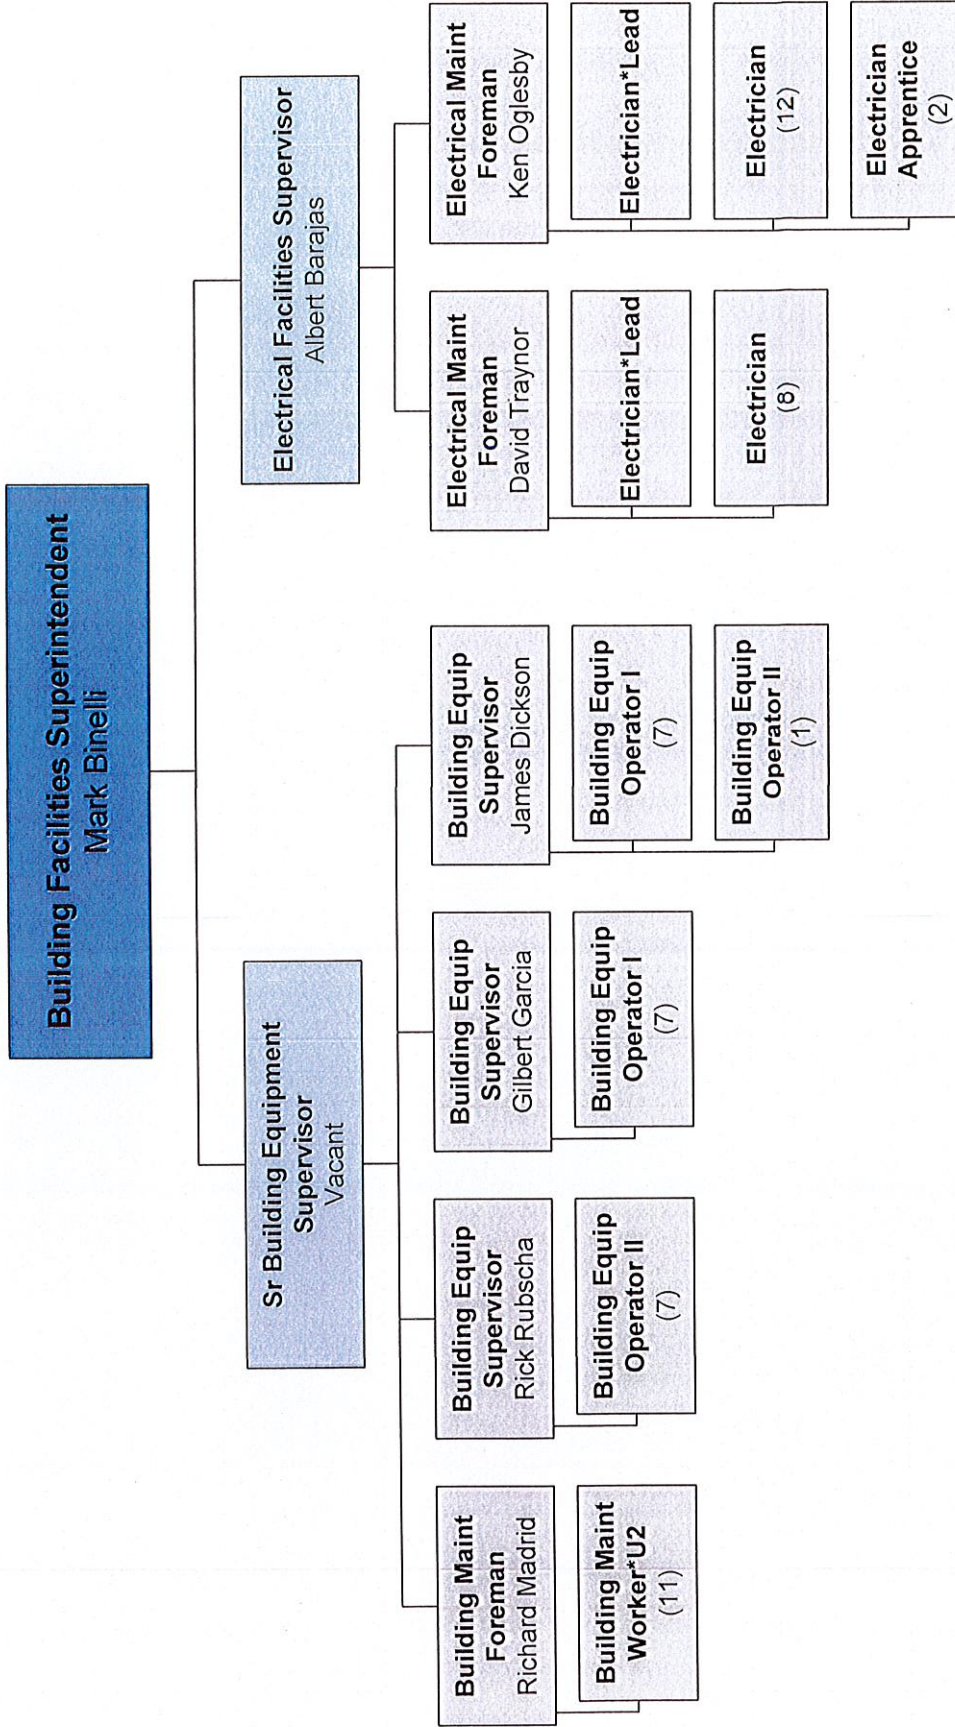 Building Facilities Superintendent
Mark Binelli
Sr Building Equipment
Supervisor
Vacant
Electrical Facilities Supervisor
Albert Barajas
Building Maint
Foreman
Richard Madrid
Building Maint
Worker*U2
(11)
Building Equip
Supervisor
Rick Rubscha
Building Equip
Operator II
(7)
Building Equip
Supervisor
Gilbert Garcia
Building Equip
Operator I
(7)
Building Equip
Supervisor
James Dickson
Building Equip
Operator I
(7)
Building Equip
Operator II
(1)
Electrical Maint
Foreman
David Traynor
Electrician*Lead
Electrician
(8)
Electrical Maint
Foreman
Ken Oglesby
Electrician*Lead
Electrician
(12)
Electrician
Apprentice
(2)